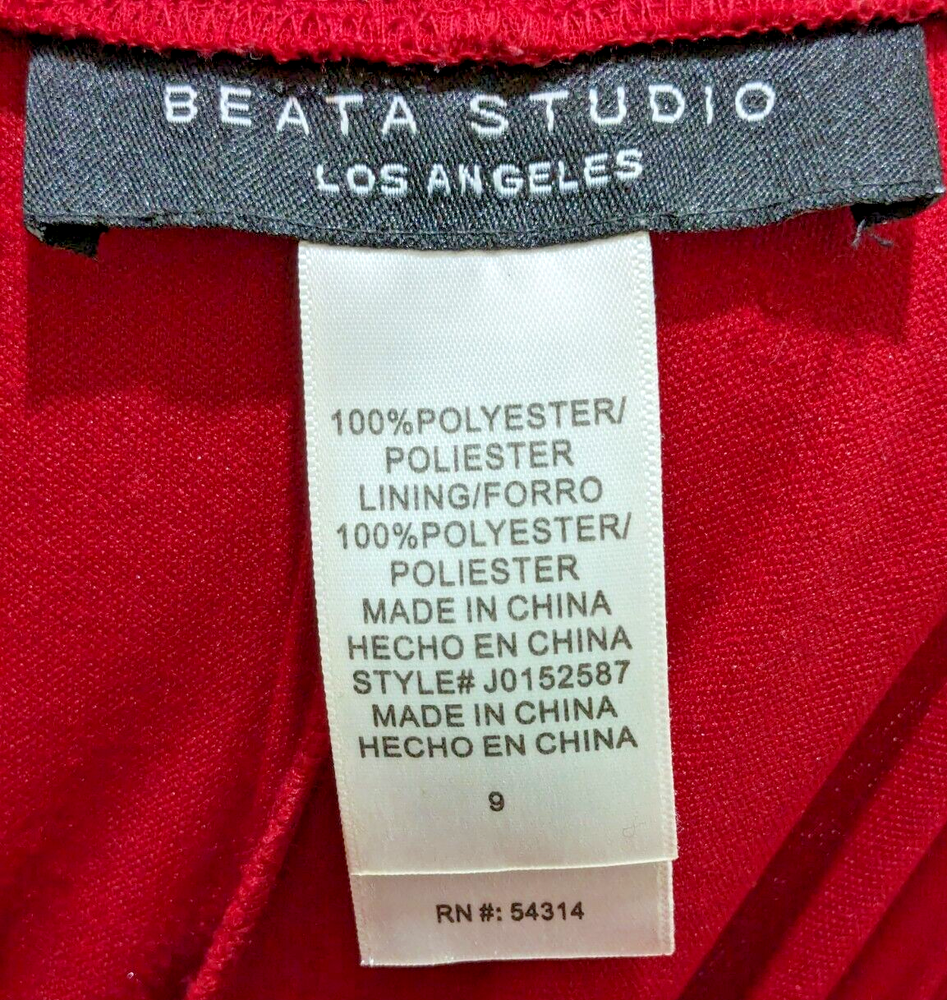 BEATA STUDIO
LOS ANGELES
100%POLYESTER/
POLIESTER
LINING/FORRO
100%POLYESTER/
POLIESTER
MADE IN CHINA
HECHO EN CHINA
STYLE# J0152587
MADE IN CHINA
HECHO EN CHINA
9
RN #: 54314